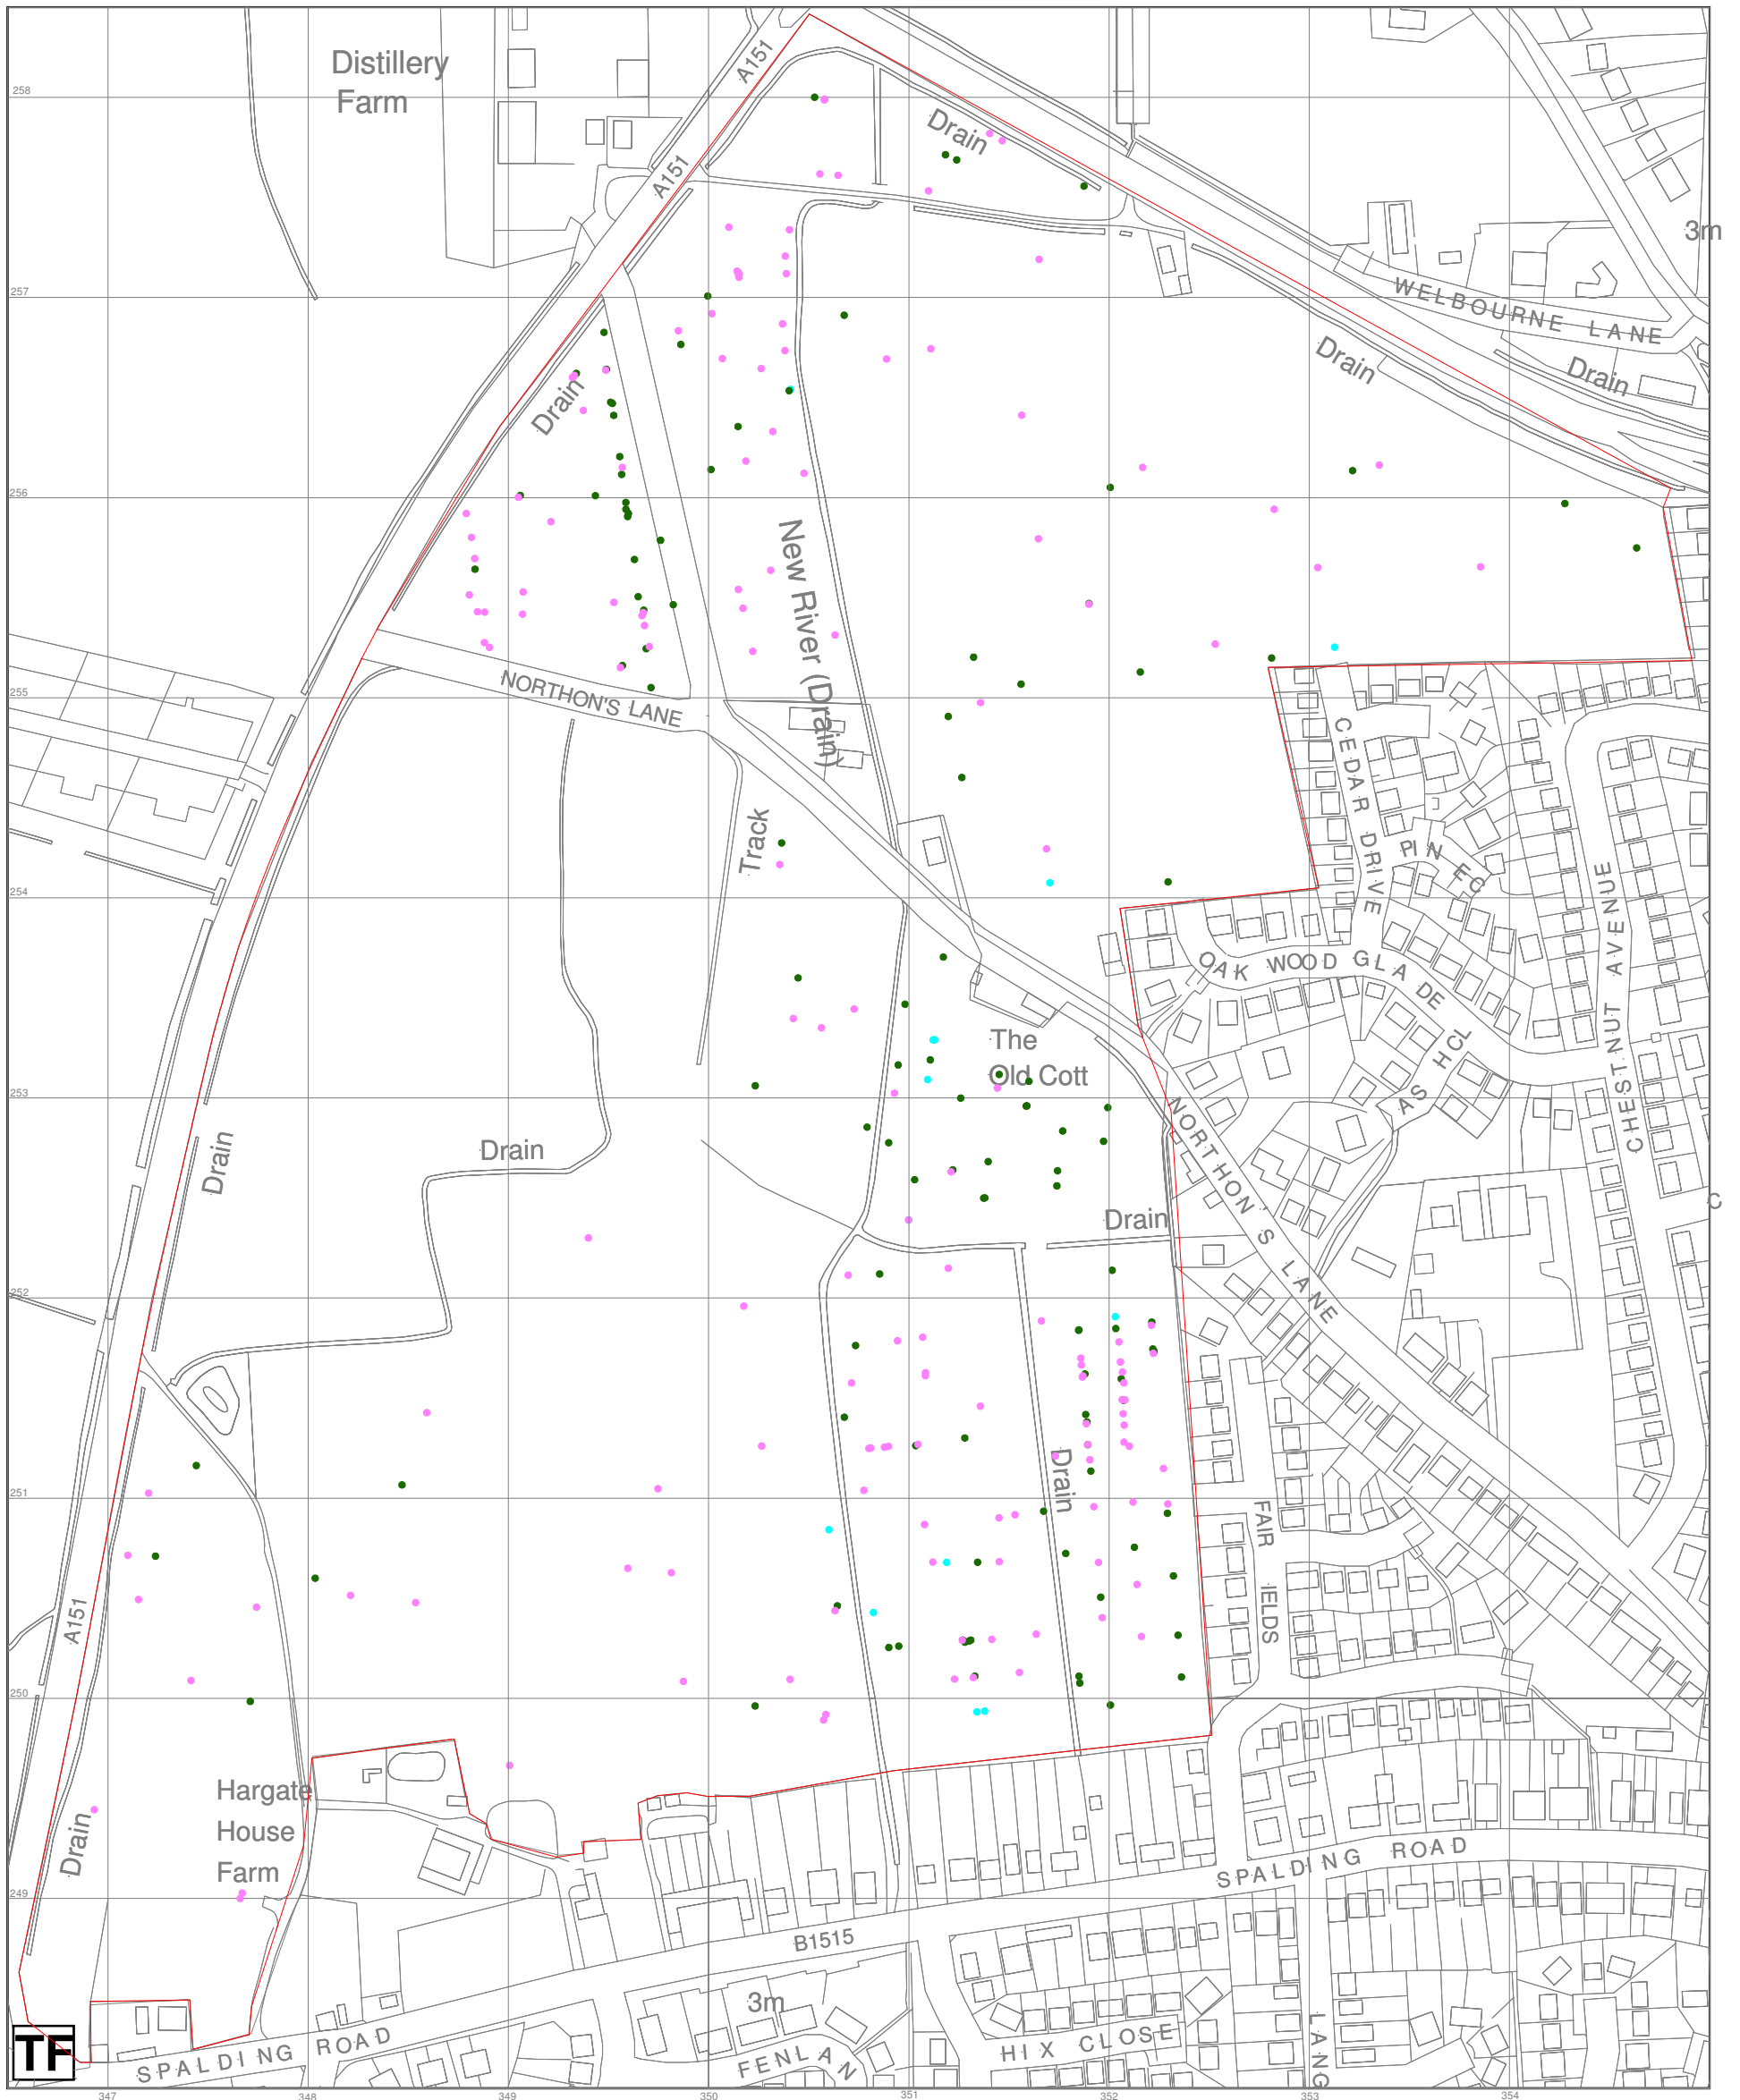 Distillery
Farm
A151
258
Drain
A151
3m
257
WELBOURNE LANE
Drain
Drain
Drain
256
New River (Drain)
255
NORTHON'S LANE
CEDAR DRIVE
Track
PINE C
254
CHESTNUT AVENUE
OAK WOOD GLADE
The
Old Cott
ASH CL
253
NORTHON'S LANE
Drain
Drain
C
Drain
252
Drain
251
FAIR
IELDS
A151
250
Hargate
House
Farm
Drain
SPALDING ROAD
249
B1515
3m
HIX CLOSE
LANG
SPALDING ROAD
FENLAN
TF
347 348 349 350 351 352 353 354